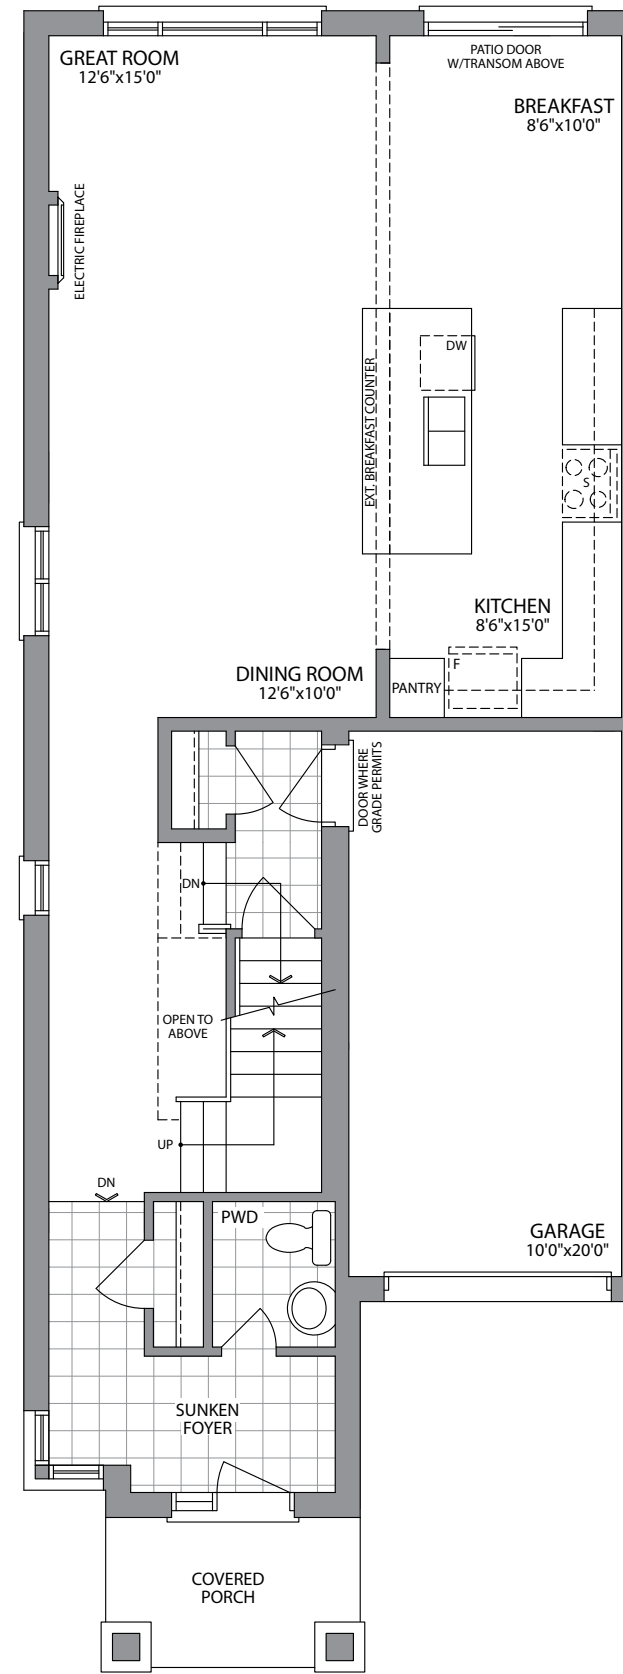 GREAT ROOM
12'6"x15'0"
PATIO DOOR
W/TRANSOM ABOVE
BREAKFAST
8'6"x10'0"
ELECTRIC FIREPLACE
DW
EXT. BREAKFAST COUNTER
S
KITCHEN
8'6"x15'0"
F
DINING ROOM
12'6"x10'0"
PANTRY
DOOR WHERE
GRADE PERMITS
DN
OPEN TO
ABOVE
UP
DN
PWD
GARAGE
10'0"x20'0"
SUNKEN
FOYER
COVERED
PORCH